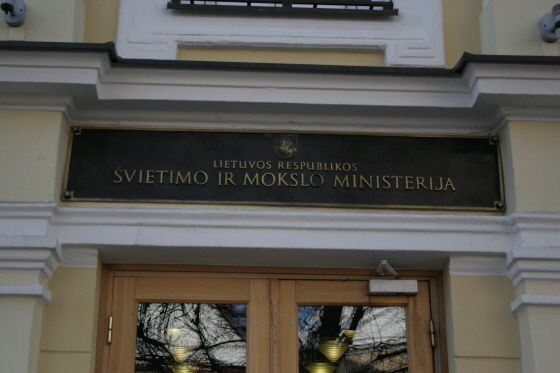 LIETUVOS RESPUBLIKOS
ŠVIETIMO IR MOKSLO MINISTERIJA